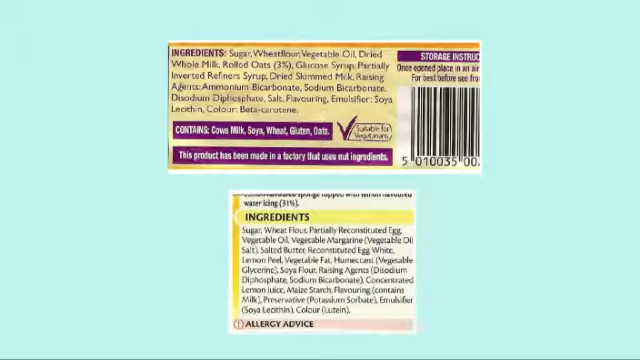 INGREDIENTS: Sugar, Wheatflour, Vegetable Oil, Dried
Whole Milk, Rolled Oats (3%), Glucose Syrup, Partially
Inverted Refiners Syrup, Dried Skimmed Milk, Raising
Agents: Ammonium Bicarbonate, Sodium Bicarbonate,
Disodium Diphosphate, Salt, Flavouring, Emulsifier: Soya
Lecithin, Colour: Beta-carotene.
CONTAINS: Cows Milk, Soya, Wheat, Gluten, Oats.
Suitable for
Vegetarians
This product has been made in a factory that uses nut ingredients.
STORAGE INSTRUC
Once opened place in an air
For best before see fro
5 010035 00
topped with lemon flavoured
water icing (31%).
INGREDIENTS
Sugar, Wheat Flour, Partially Reconstituted Egg,
Vegetable Oil, Vegetable Margarine (Vegetable Oil
Salt), Salted Butter, Reconstituted Egg White,
Lemon Peel, Vegetable Fat, Humectant (Vegetable
Glycerine), Soya Flour, Raising Agents (Disodium
Diphosphate, Sodium Bicarbonate), Concentrated
Lemon Juice, Maize Starch, Flavouring (contains
Milk), Preservative (Potassium Sorbate), Emulsifier
(Soya Lecithin), Colour (Lutein).
ALLERGY ADVICE